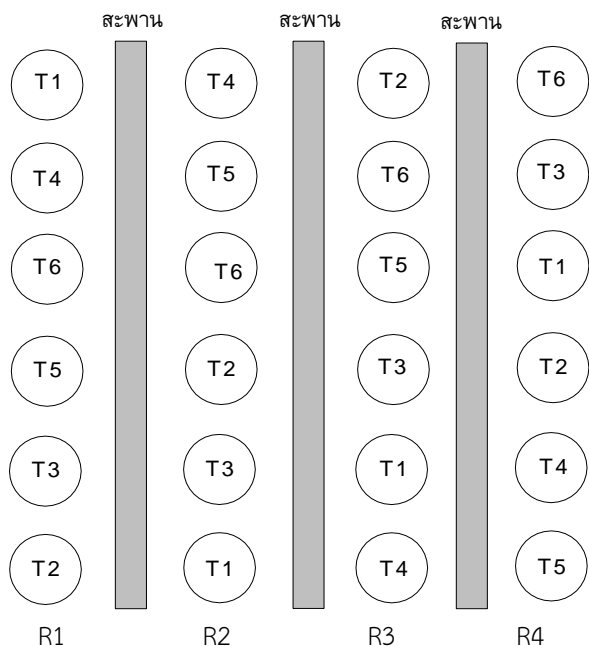 สะพาน สะพาน สะพาน
T1 T4 T2 T6
T4 T5 T6 T3
T6 T6 T5 T1
T5 T2 T3 T2
T3 T3 T1 T4
T2 T1 T4 T5
R1 R2 R3 R4